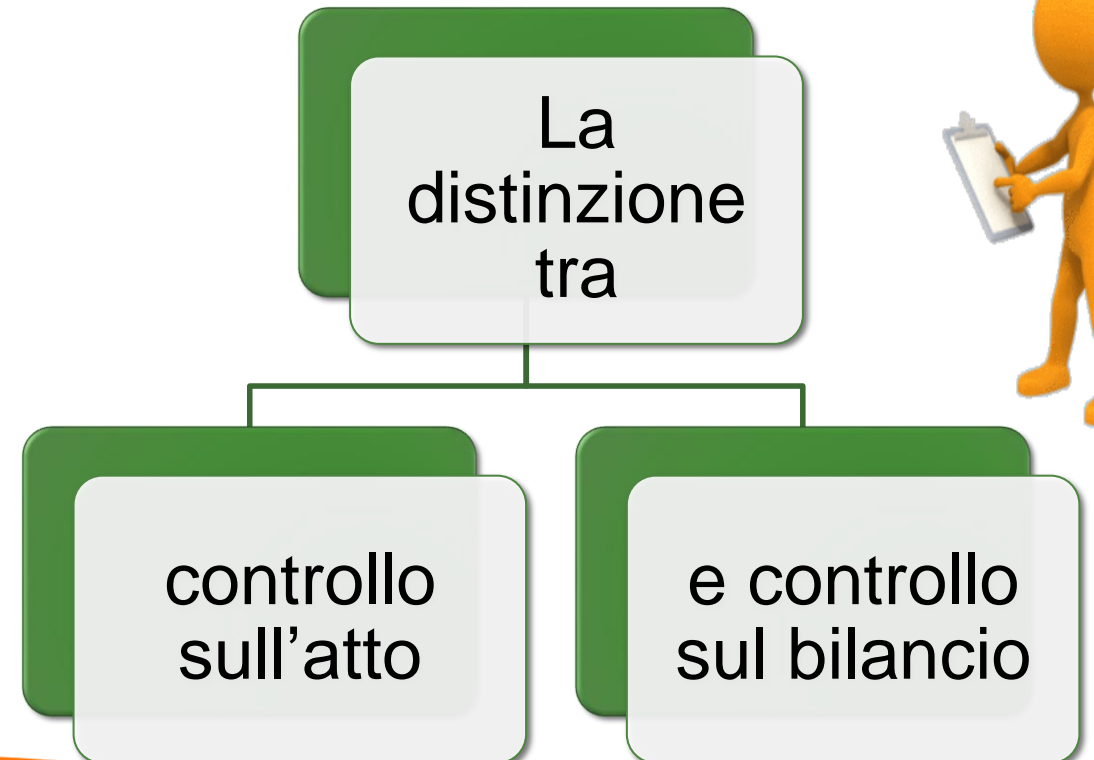 La
distinzione
tra
controllo
sull’atto
e controllo
sul bilancio